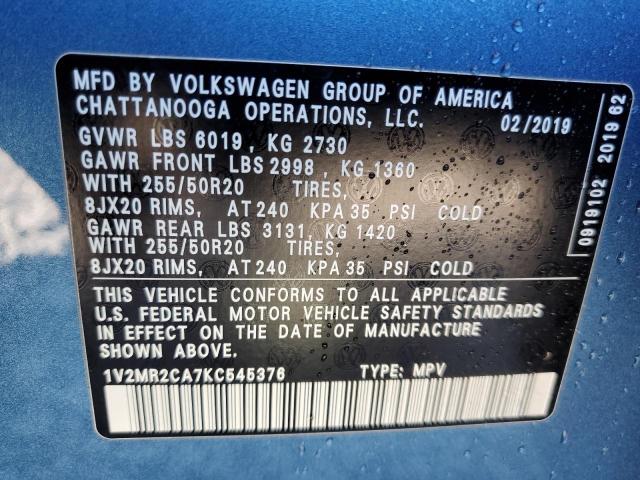 MFD BY VOLKSWAGEN GROUP OF AMERICA
CHATTANOOGA OPERATIONS, LLC. 02/2019
GVWR LBS 6019, KG 2730
GAWR FRONT LBS 2998, KG 1360
WITH 255/50R20 TIRES,
8JX20 RIMS, AT 240 KPA 35 PSI COLD
GAWR REAR LBS 3131, KG 1420
WITH 255/50R20 TIRES,
8JX20 RIMS, AT 240 KPA 35 PSI COLD
THIS VEHICLE CONFORMS TO ALL APPLICABLE
U.S. FEDERAL MOTOR VEHICLE SAFETY STANDARDS
IN EFFECT ON THE DATE OF MANUFACTURE
SHOWN ABOVE.
1V2MR2CA7KC545376 TYPE: MPV
0919102 2019 62